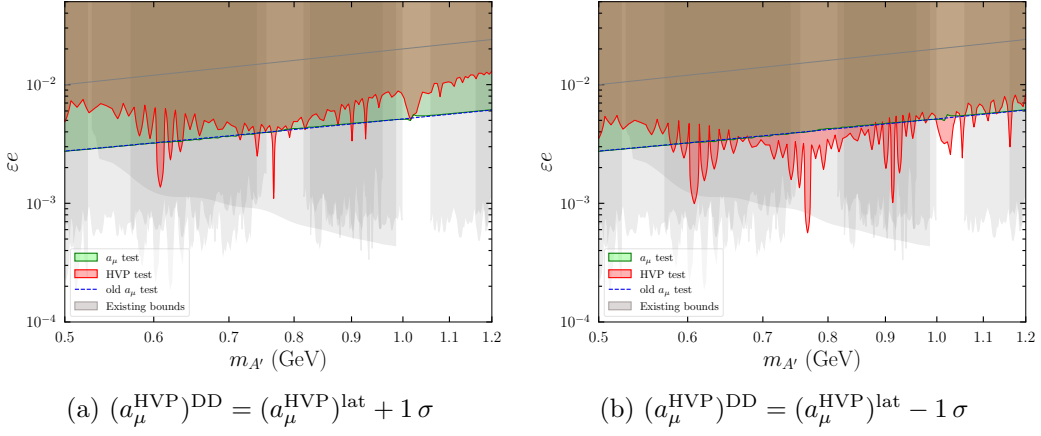 10⁻²
10⁻³
10⁻⁴
εe
a_μ test
HVP test
old a_μ test
Existing bounds
0.5 0.6 0.7 0.8 0.9 1.0 1.2
m_{A′} (GeV)
(a) (a_μ^{HVP})^{DD} = (a_μ^{HVP})^{lat} + 1 σ
10⁻²
10⁻³
10⁻⁴
εe
a_μ test
HVP test
old a_μ test
Existing bounds
0.5 0.6 0.7 0.8 0.9 1.0 1.2
m_{A′} (GeV)
(b) (a_μ^{HVP})^{DD} = (a_μ^{HVP})^{lat} − 1 σ